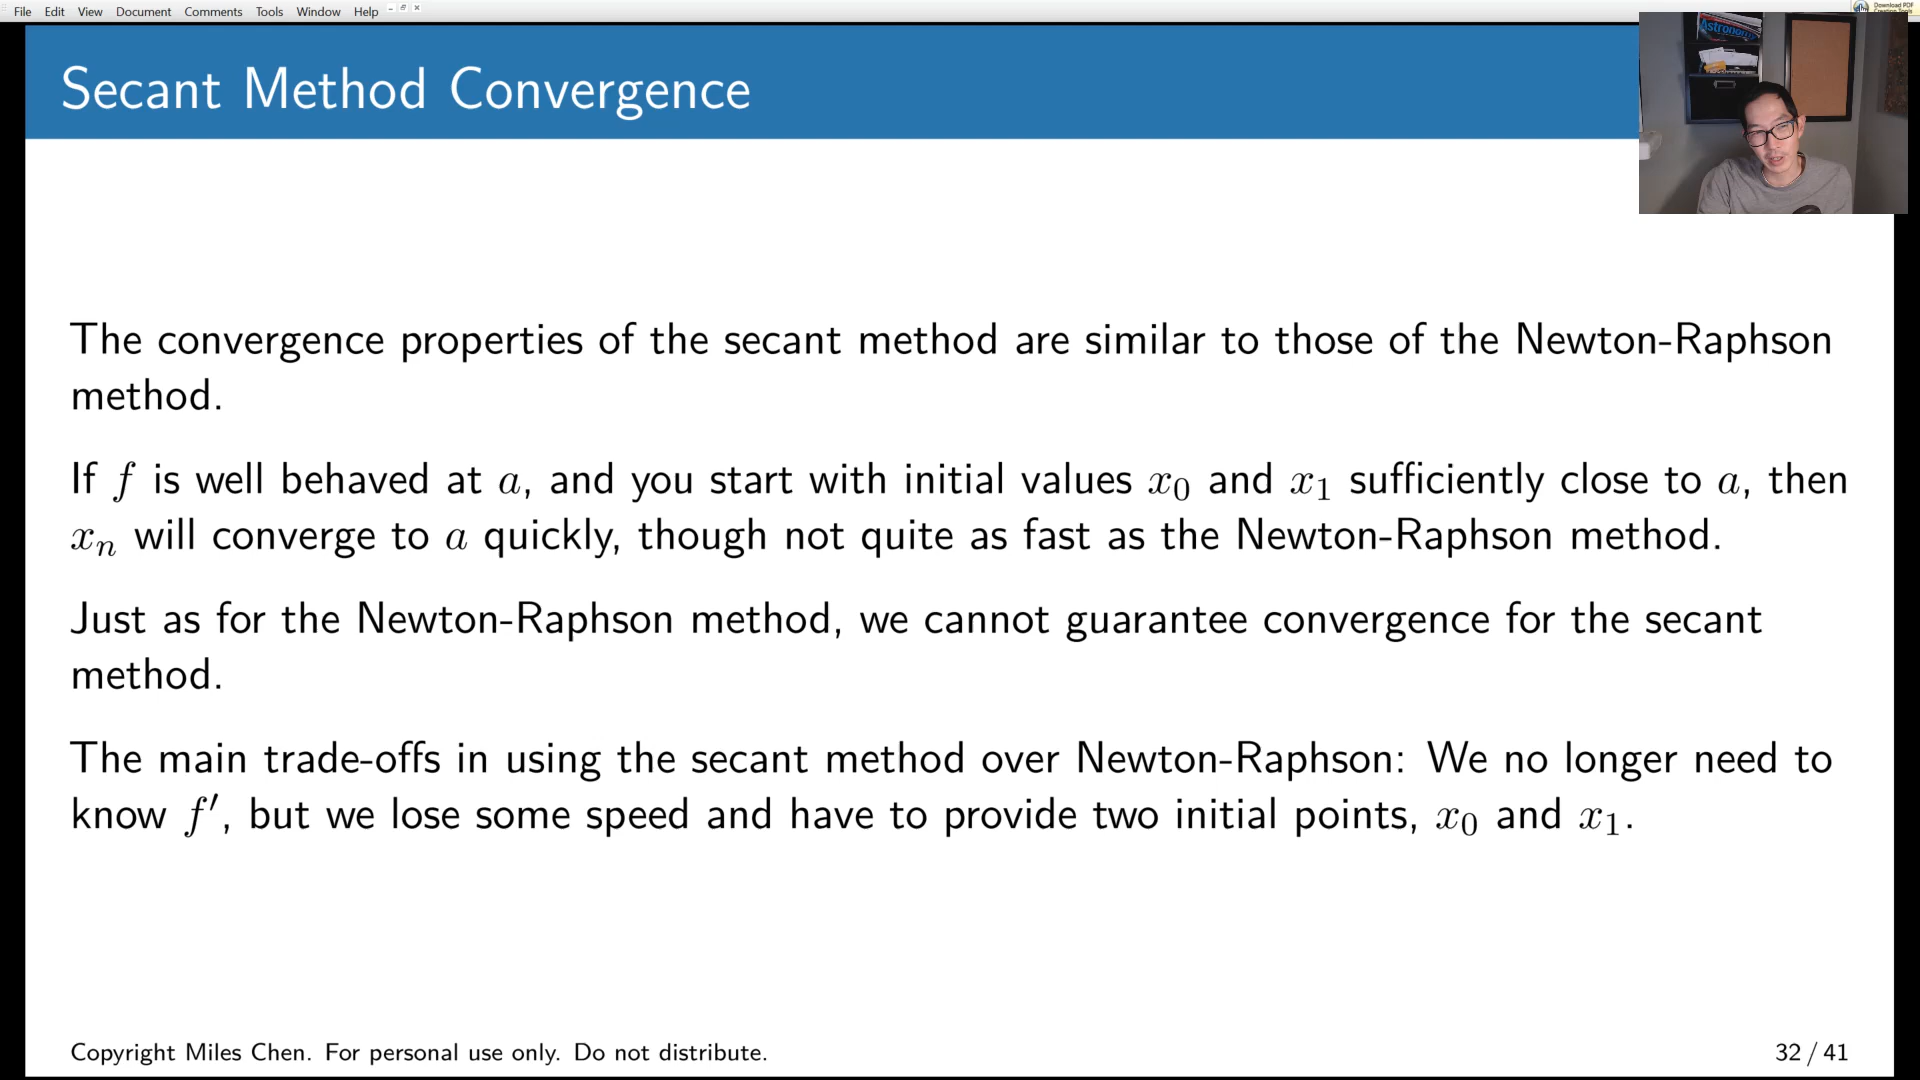 File Edit View Document Comments Tools Window Help
Download PDF
Creation Tools
Astronomy
Secant Method Convergence
The convergence properties of the secant method are similar to those of the Newton-Raphson
method.
If f is well behaved at a, and you start with initial values x₀ and x₁ sufficiently close to a, then
xₙ will converge to a quickly, though not quite as fast as the Newton-Raphson method.
Just as for the Newton-Raphson method, we cannot guarantee convergence for the secant
method.
The main trade-offs in using the secant method over Newton-Raphson: We no longer need to
know f′, but we lose some speed and have to provide two initial points, x₀ and x₁.
Copyright Miles Chen. For personal use only. Do not distribute.
32 / 41